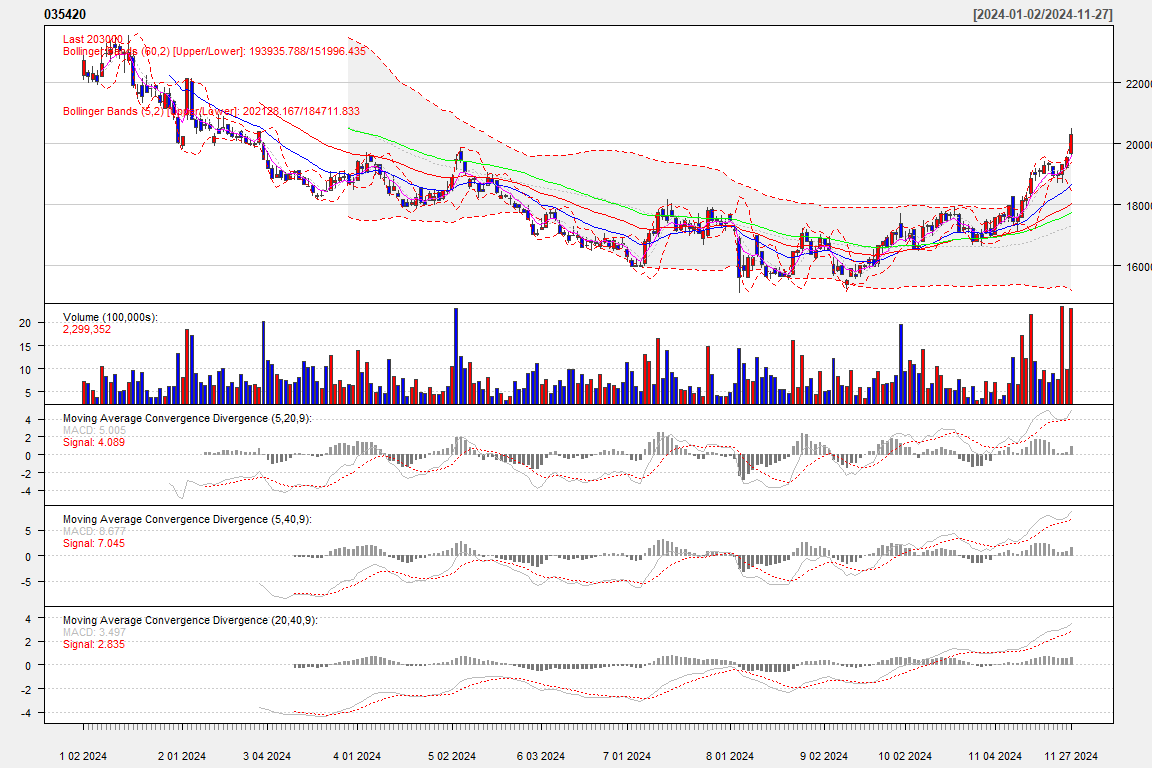 035420 [2024-01-02/2024-11-27]
Last 203000
Bollinger Bands (60,2) [Upper/Lower]: 193935.788/151996.435
Bollinger Bands (5,2) [Upper/Lower]: 202128.167/184711.833
22000
20000
18000
16000
Volume (100,000s):
2,299,352
20
15
10
5
Moving Average Convergence Divergence (5,20,9):
MACD: 5.005
Signal: 4.089
4
2
0
-2
-4
Moving Average Convergence Divergence (5,40,9):
MACD: 8.677
Signal: 7.045
5
0
-5
Moving Average Convergence Divergence (20,40,9):
MACD: 3.497
Signal: 2.835
4
2
0
-2
-4
1 02 2024 2 01 2024 3 04 2024 4 01 2024 5 02 2024 6 03 2024 7 01 2024 8 01 2024 9 02 2024 10 02 2024 11 04 2024 11 27 2024